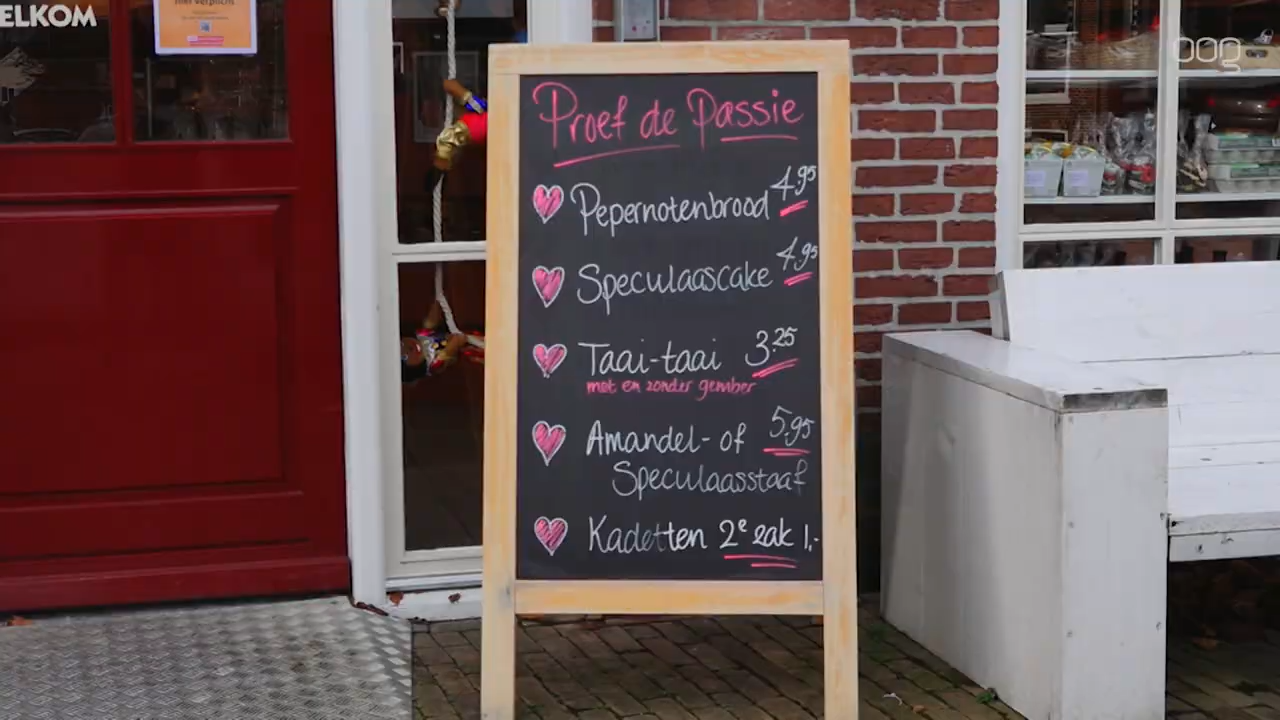 ELKOM
oog
Proef de Passie
Pepernotenbrood 4,95
Speculaascake 4,95
Taai-taai 3,25
met en zonder gember
Amandel- of 5,95
Speculaasstaaf
Kadetten 2e zak 1,-